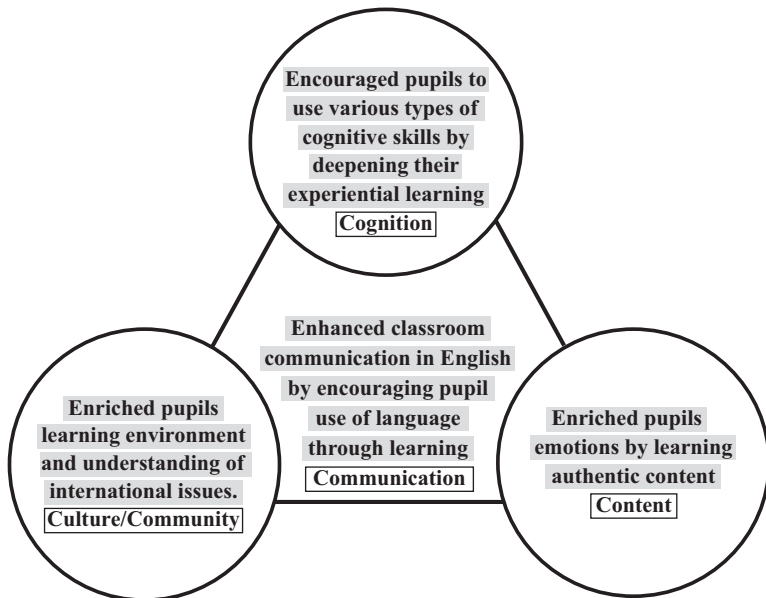 Encouraged pupils to
use various types of
cognitive skills by
deepening their
experiential learning
Cognition
Enhanced classroom
communication in English
by encouraging pupil
use of language
through learning
Communication
Enriched pupils
learning environment
and understanding of
international issues.
Culture/Community
Enriched pupils
emotions by learning
authentic content
Content